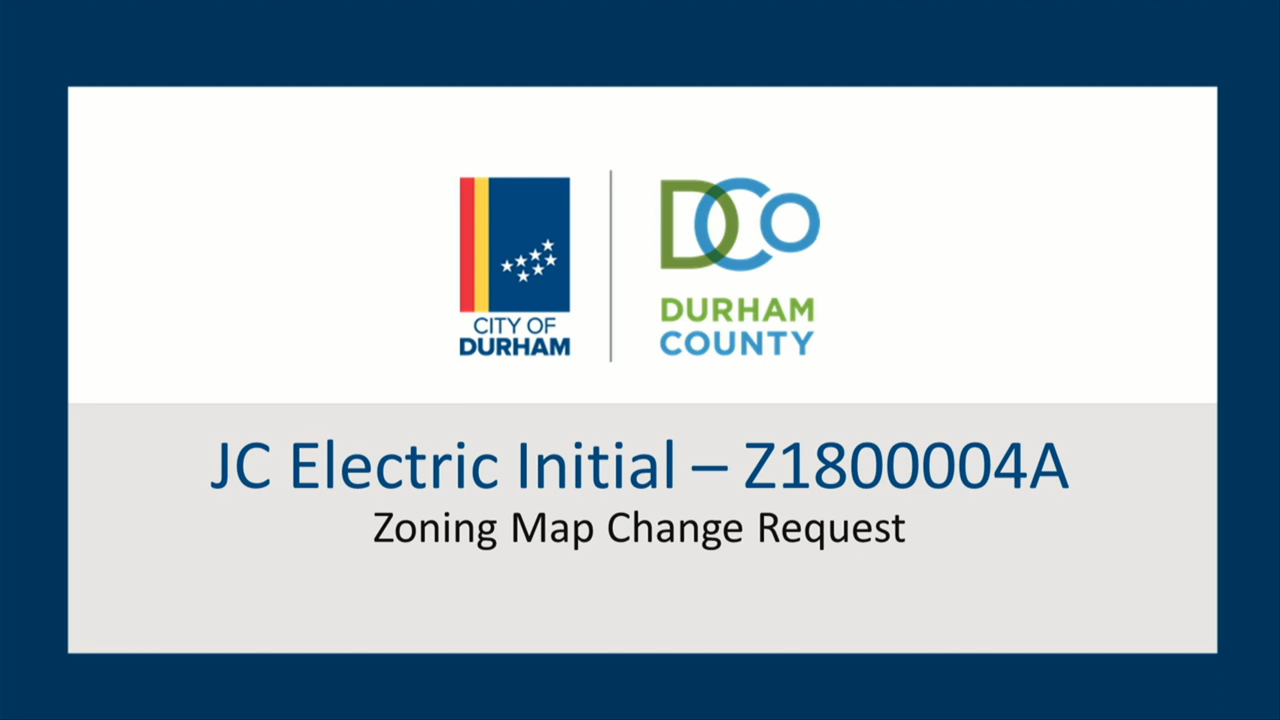 CITY OF
DURHAM
DCo
DURHAM
COUNTY
JC Electric Initial – Z1800004A
Zoning Map Change Request